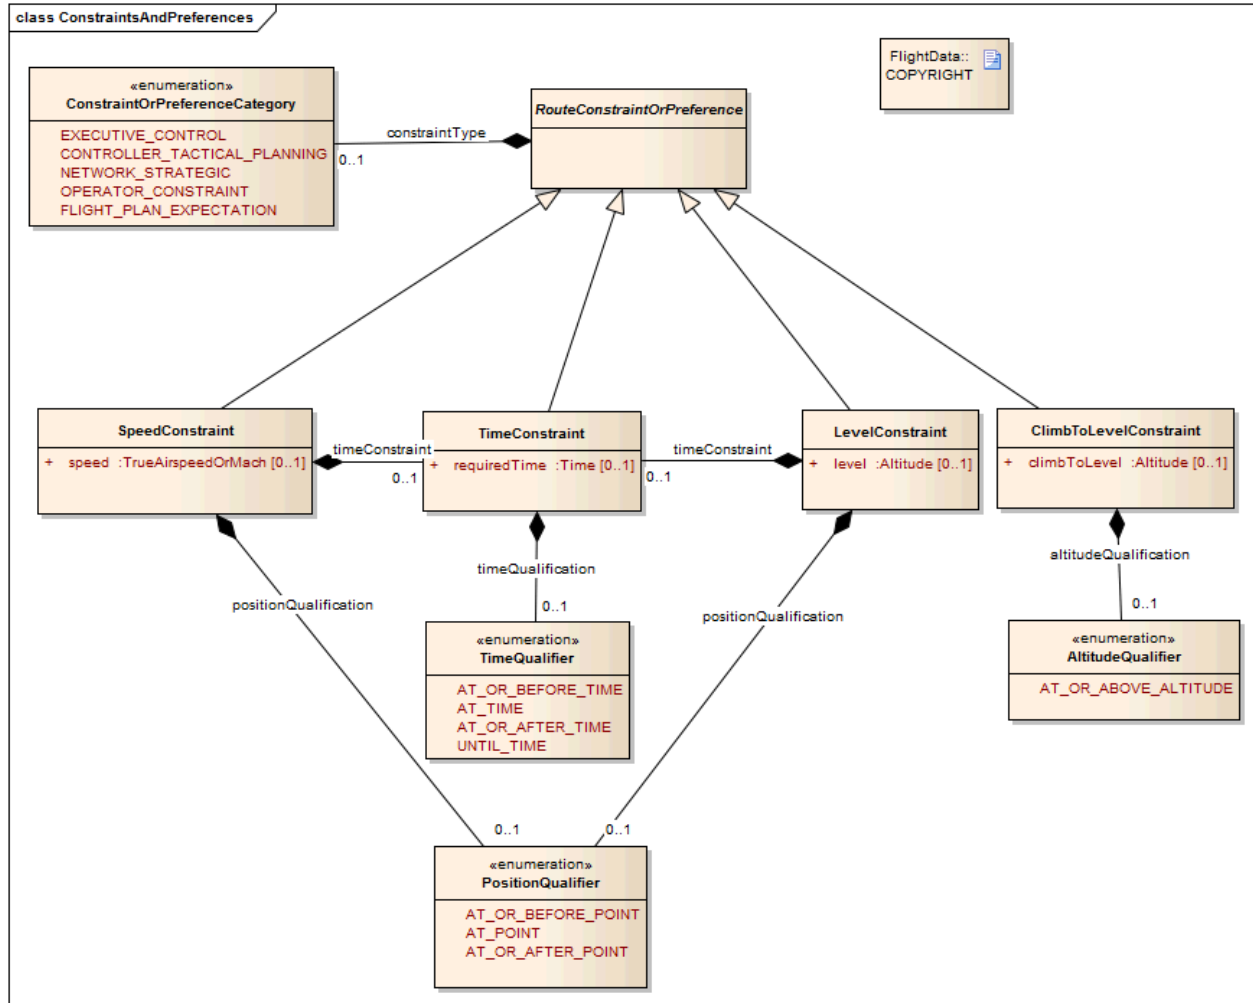 class ConstraintsAndPreferences
FlightData::
COPYRIGHT
«enumeration»
ConstraintOrPreferenceCategory
EXECUTIVE_CONTROL
CONTROLLER_TACTICAL_PLANNING
NETWORK_STRATEGIC
OPERATOR_CONSTRAINT
FLIGHT_PLAN_EXPECTATION
constraintType
0..1
RouteConstraintOrPreference
SpeedConstraint
+ speed :TrueAirspeedOrMach [0..1]
timeConstraint
0..1
TimeConstraint
+ requiredTime :Time [0..1]
timeConstraint
0..1
LevelConstraint
+ level :Altitude [0..1]
ClimbToLevelConstraint
+ climbToLevel :Altitude [0..1]
positionQualification
timeQualification
0..1
positionQualification
altitudeQualification
0..1
«enumeration»
TimeQualifier
AT_OR_BEFORE_TIME
AT_TIME
AT_OR_AFTER_TIME
UNTIL_TIME
«enumeration»
AltitudeQualifier
AT_OR_ABOVE_ALTITUDE
0..1
0..1
«enumeration»
PositionQualifier
AT_OR_BEFORE_POINT
AT_POINT
AT_OR_AFTER_POINT